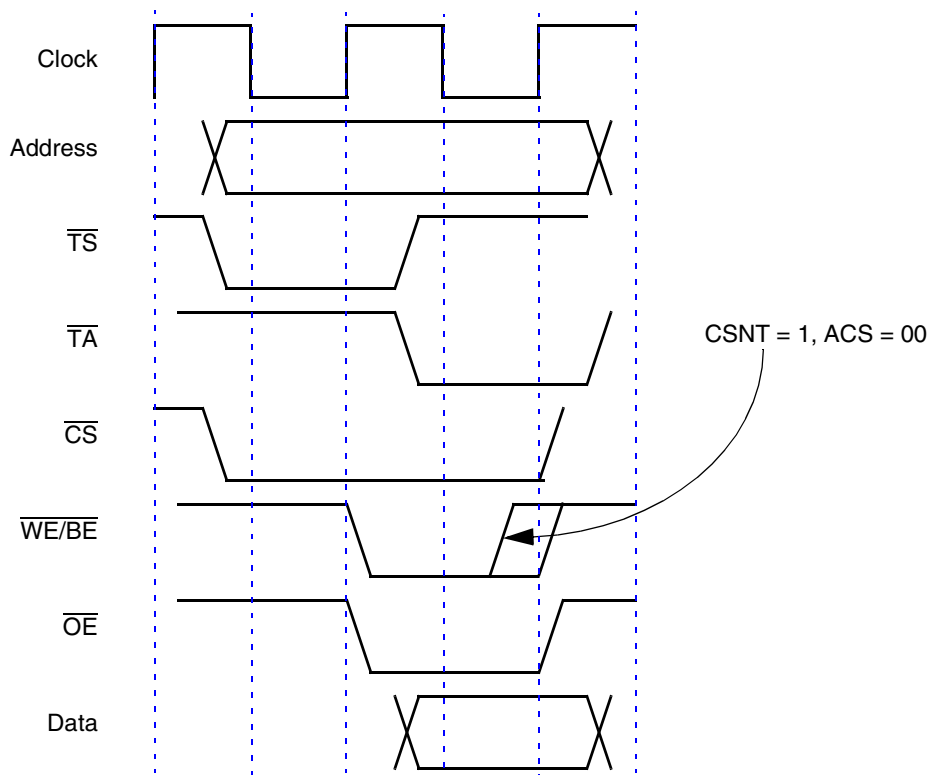 Clock
Address
TS
TA
CSNT = 1, ACS = 00
CS
WE/BE
OE
Data